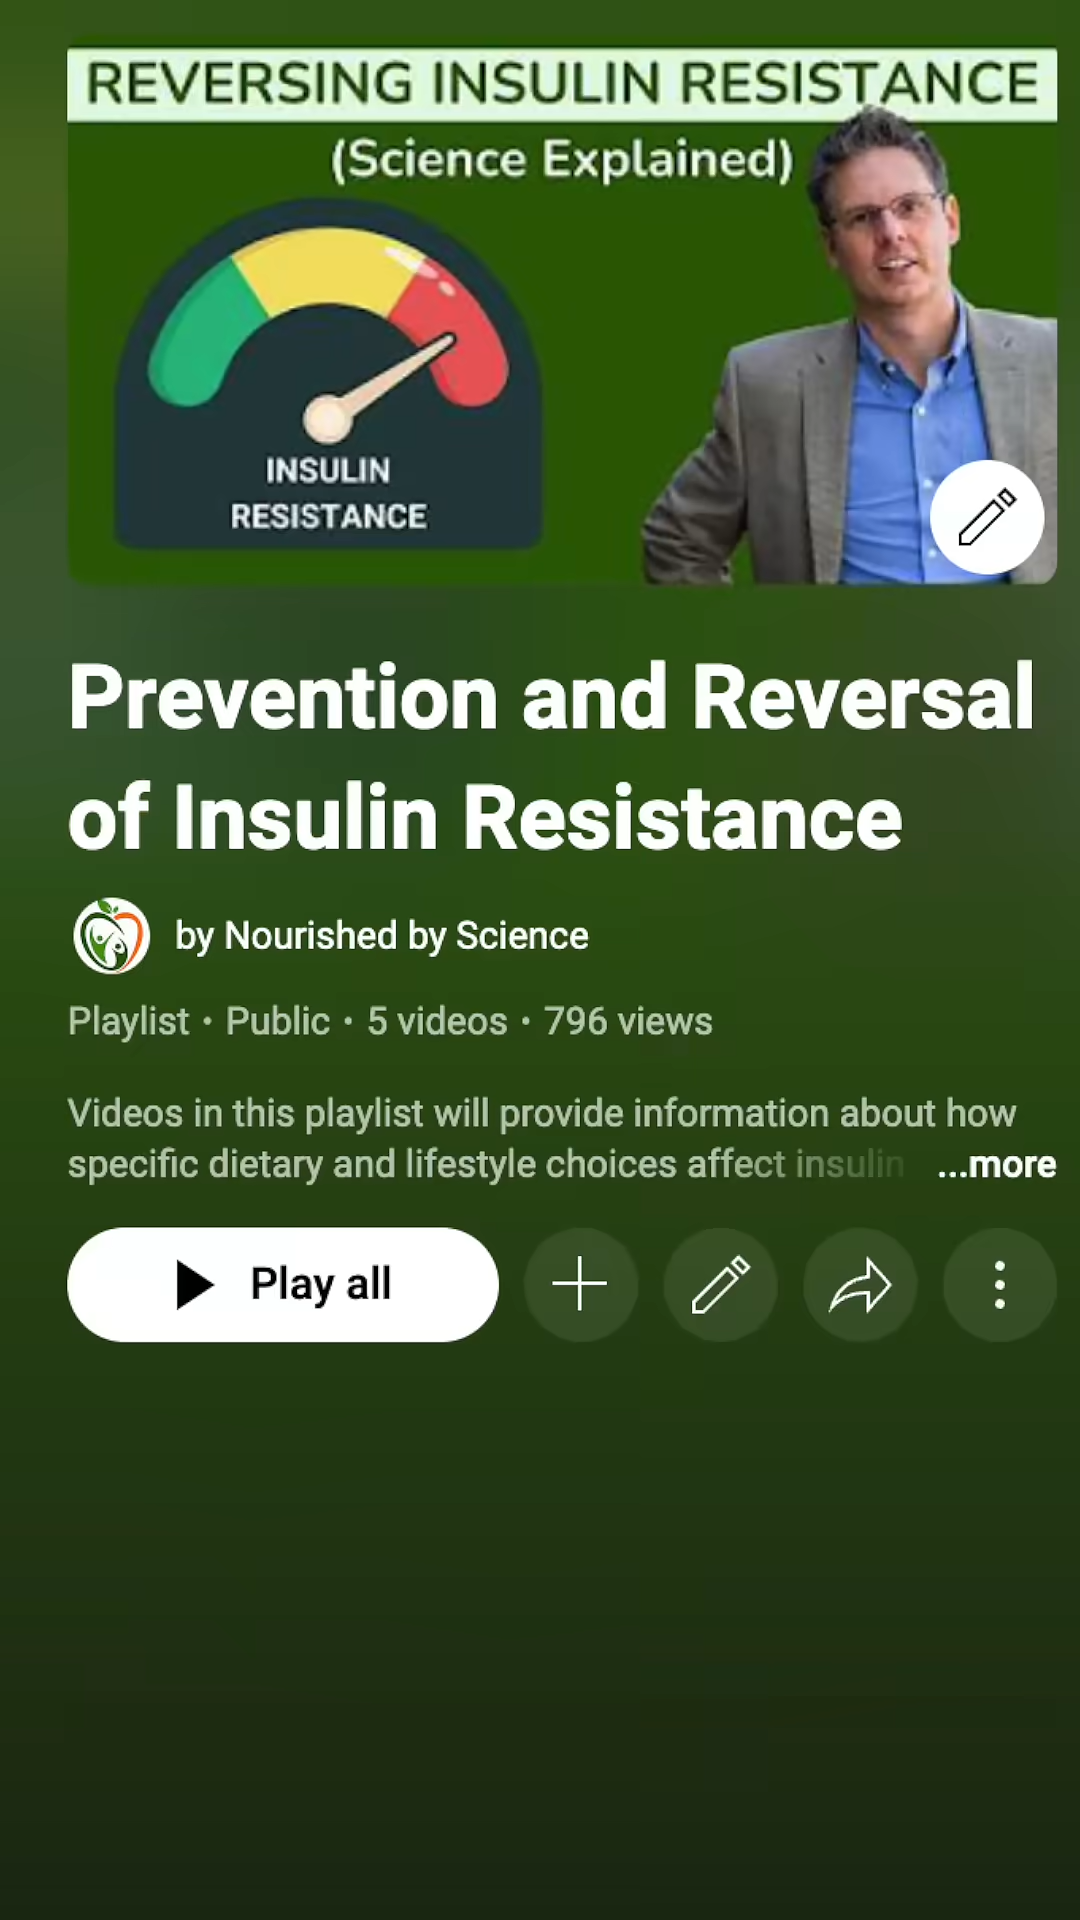 REVERSING INSULIN RESISTANCE
(Science Explained)
INSULIN
RESISTANCE
Prevention and Reversal
of Insulin Resistance
by Nourished by Science
Playlist • Public • 5 videos • 796 views
Videos in this playlist will provide information about how
specific dietary and lifestyle choices affect insulin ...more
Play all